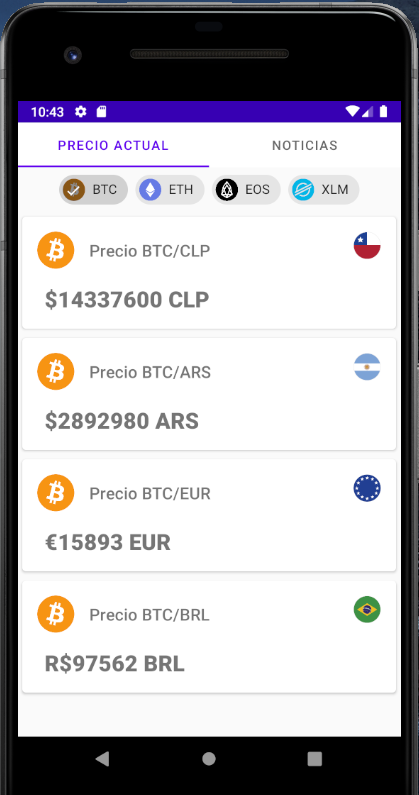 10:43
PRECIO ACTUAL NOTICIAS
BTC ETH EOS XLM
Precio BTC/CLP
$14337600 CLP
Precio BTC/ARS
$2892980 ARS
Precio BTC/EUR
€15893 EUR
Precio BTC/BRL
R$97562 BRL